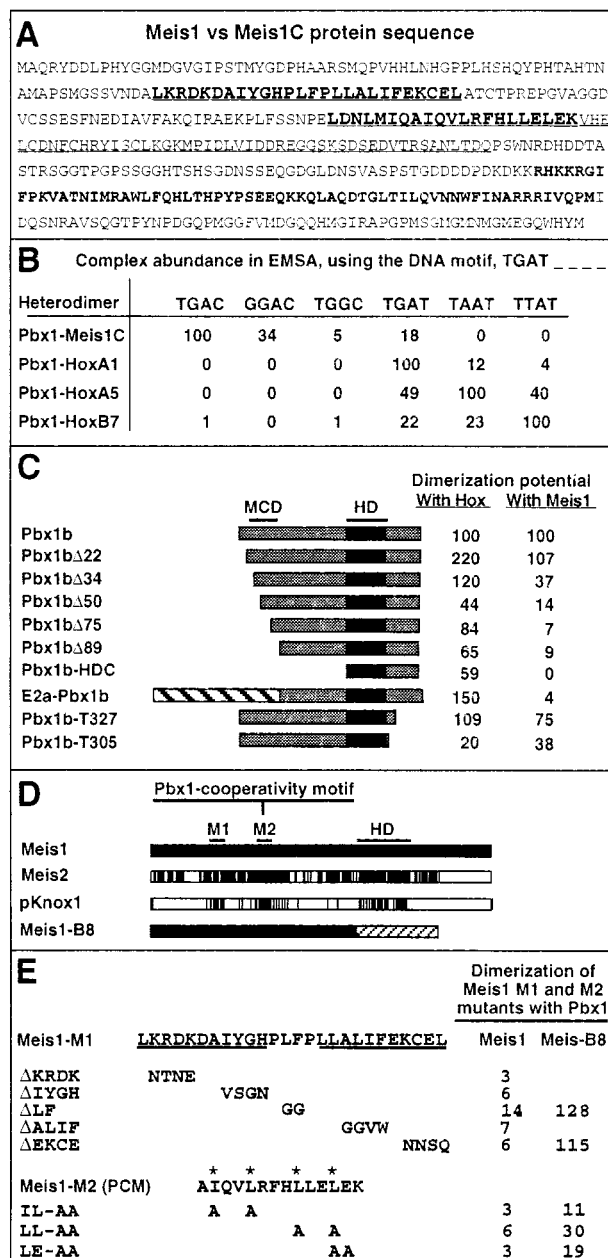 A
Meis1 vs Meis1C protein sequence
MAQRYDDLPHYGGMDGVGIPSTMYGDPHAARSMQPVHHLNHGPPLHSHQYPHTAHTN
AMAPSMGSSVNDALKRDKDAIYGHPLFPLLALIFEKCELATCTPREPGVAGGD
VCSSESFNEDIAVFAKQIRAEKPLFSSNPELDNLMIQAIQVLRFHLLELEKVHE
LCDNFCHRYISCLKGKMPIDLVIDDREGGSKSDSEDVTRSANLTDQPSWNRDHDDTA
STRSGGTPGPSSGGHTSHSGDNSSEQGDGLDNSVASPSTGDDDDPDKDKKRHKKRGI
FPKVATNIMRAWLFQHLTHPYPSEEQKKQLAQDTGLTILQVNNWFINARRRIVQPMI
DQSNRAVSQGTPYNPDGQPMGGFVMDGQQHMGIRAPGPMSGMGMNMGMEGQWHYM
B
Complex abundance in EMSA, using the DNA motif, TGAT _ _ _ _
Heterodimer TGAC GGAC TGGC TGAT TAAT TTAT
Pbx1-Meis1C 100 34 5 18 0 0
Pbx1-HoxA1 0 0 0 100 12 4
Pbx1-HoxA5 0 0 0 49 100 40
Pbx1-HoxB7 1 0 1 22 23 100
C
Dimerization potential
MCD HD With Hox With Meis1
Pbx1b 100 100
Pbx1bΔ22 220 107
Pbx1bΔ34 120 37
Pbx1bΔ50 44 14
Pbx1bΔ75 84 7
Pbx1bΔ89 65 9
Pbx1b-HDC 59 0
E2a-Pbx1b 150 4
Pbx1b-T327 109 75
Pbx1b-T305 20 38
D
Pbx1-cooperativity motif
M1 M2 HD
Meis1
Meis2
pKnox1
Meis1-B8
E
Dimerization of
Meis1 M1 and M2
mutants with Pbx1
Meis1-M1 LKRDKDAIYGHPLFPLLALIFEKCEL Meis1 Meis-B8
ΔKRDK NTNE 3
ΔIYGH VSGN 6
ΔLF GG 14 128
ΔALIF GGVW 7
ΔEKCE NNSQ 6 115
* * * *
Meis1-M2 (PCM) AIQVLRFHLLELEK
IL-AA A A 3 11
LL-AA A A 6 30
LE-AA AA 3 19